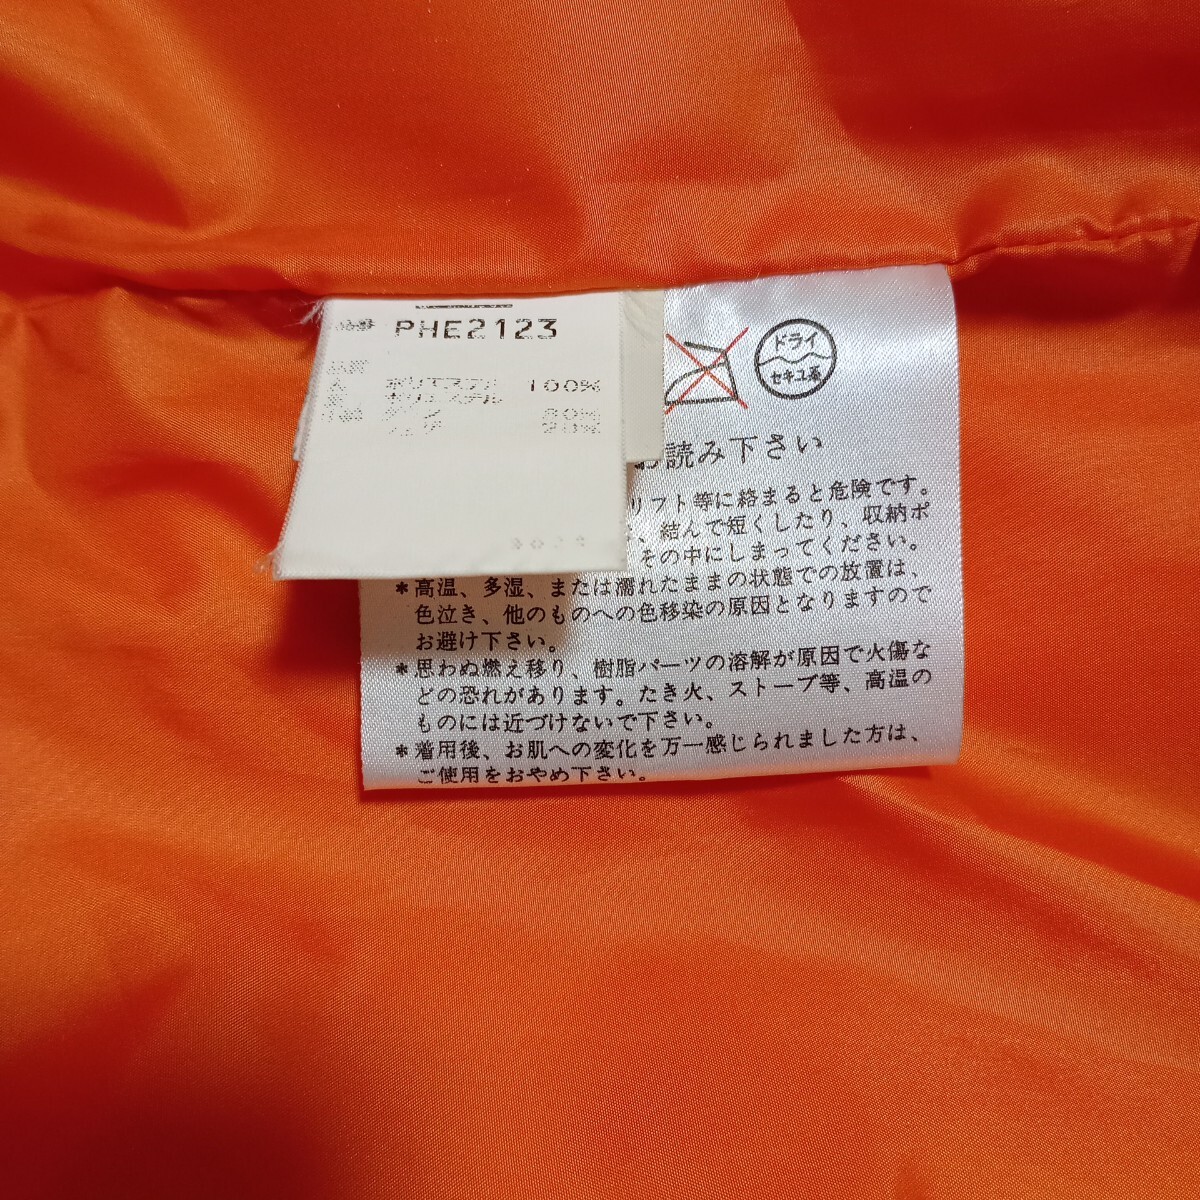 PHE2123
ポリエステル 100%
ポリエステル
80%
20%
ドライ
セキユ系
お読み下さい
リフト等に絡まると危険です。
、結んで短くしたり、収納ポ
その中にしまってください。
*高温、多湿、または濡れたままの状態での放置は、
色泣き、他のものへの色移染の原因となりますので
お避け下さい。
*思わぬ燃え移り、樹脂パーツの溶解が原因で火傷な
どの恐れがあります。たき火、ストーブ等、高温の
ものには近づけないで下さい。
*着用後、お肌への変化を万一感じられました方は、
ご使用をおやめ下さい。